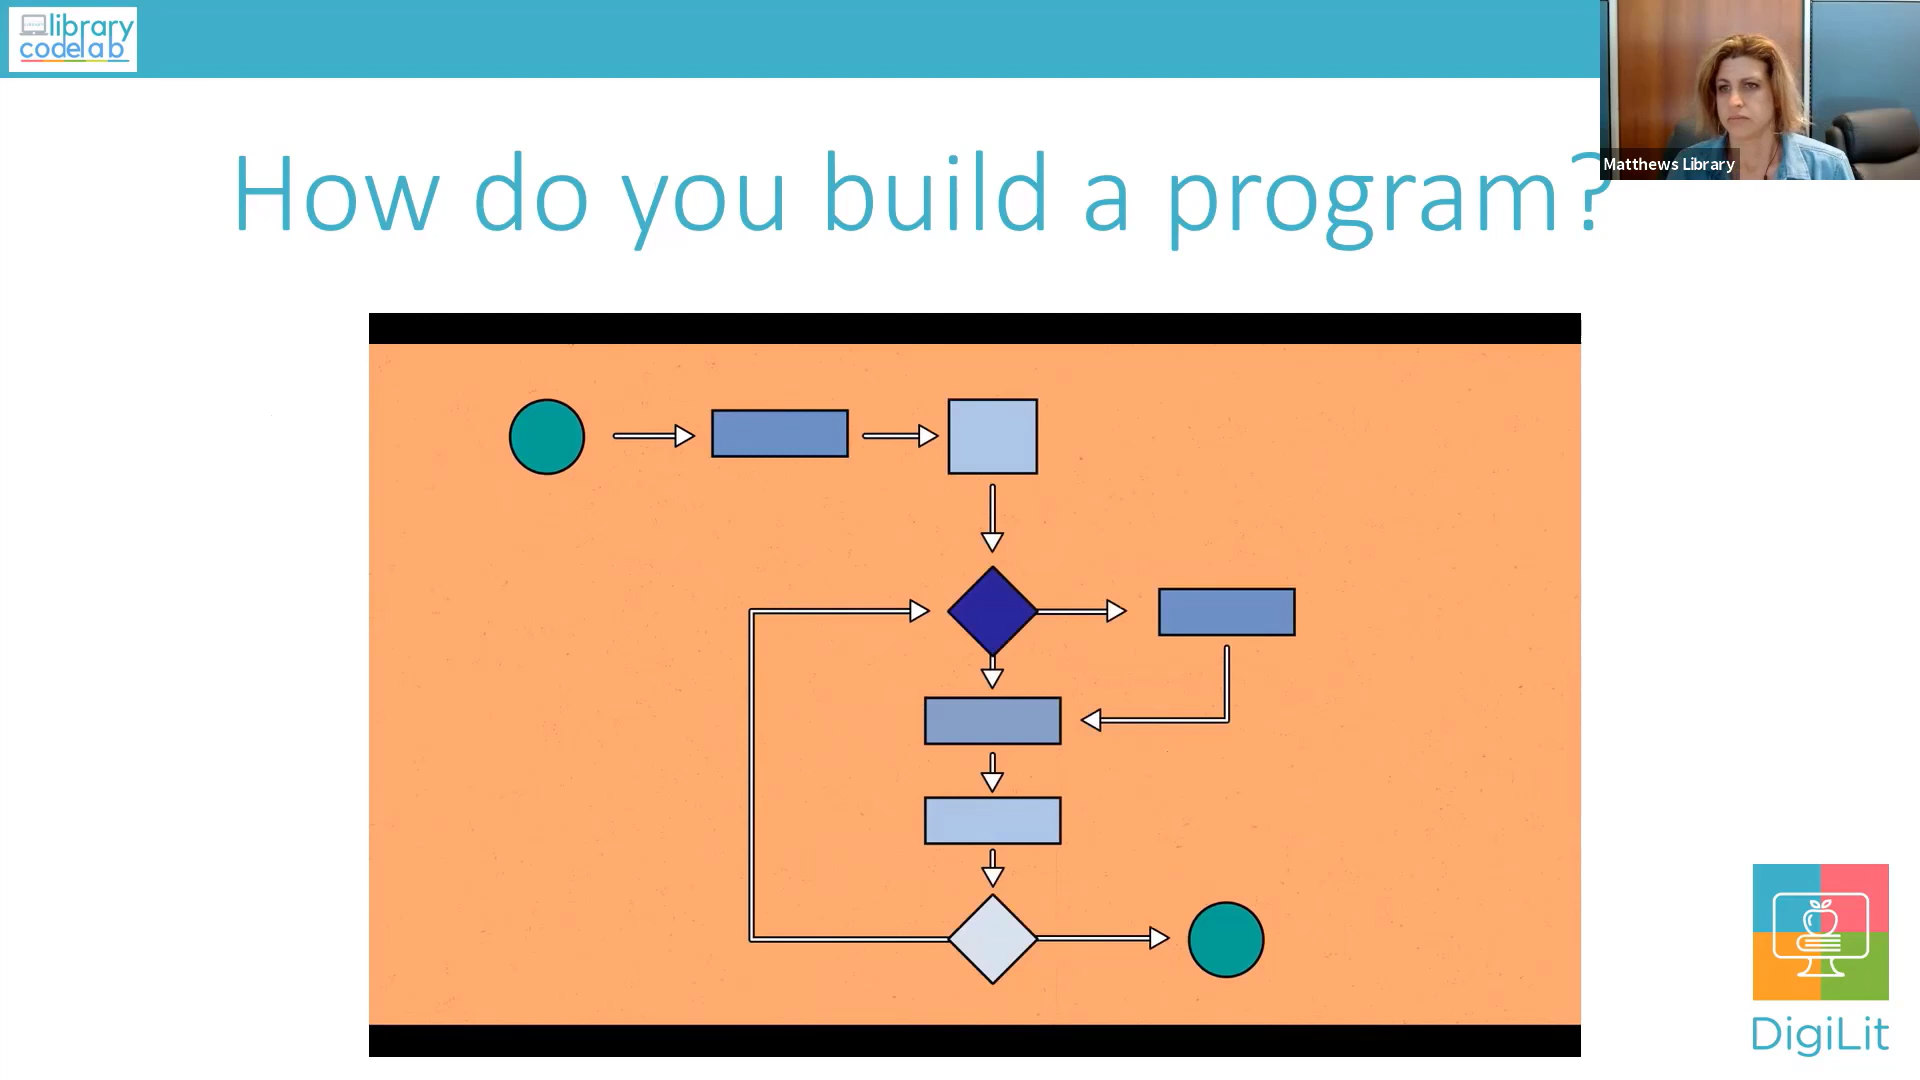 library
codelab
How do you build a program?
Matthews Library
DigiLit